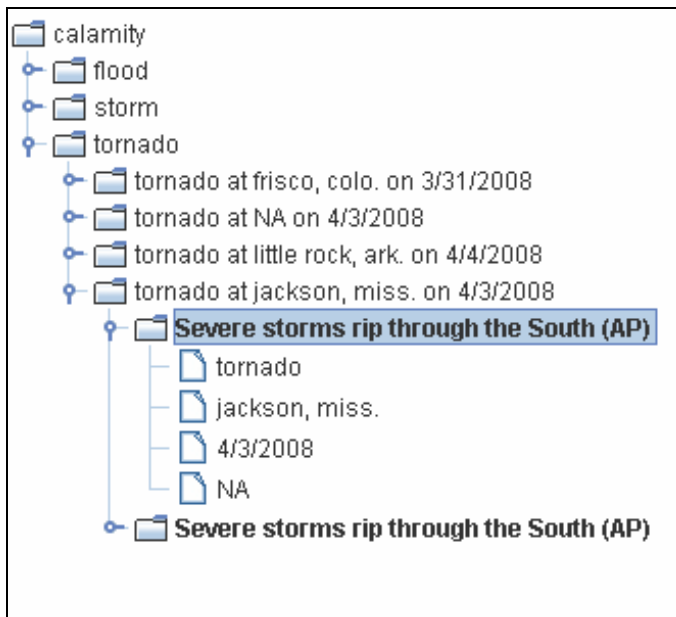 calamity
flood
storm
tornado
tornado at frisco, colo. on 3/31/2008
tornado at NA on 4/3/2008
tornado at little rock, ark. on 4/4/2008
tornado at jackson, miss. on 4/3/2008
Severe storms rip through the South (AP)
tornado
jackson, miss.
4/3/2008
NA
Severe storms rip through the South (AP)